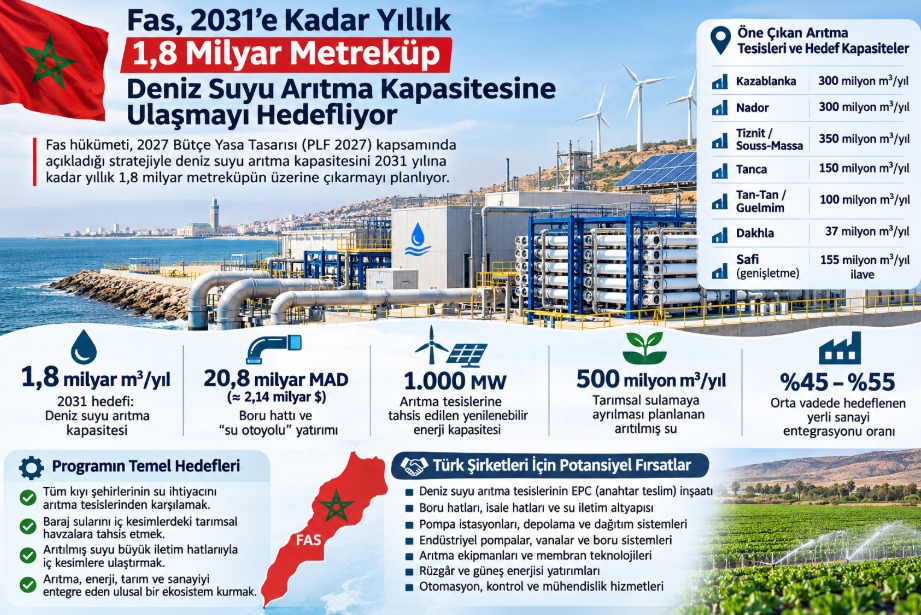 Fas, 2031'e Kadar Yıllık
1,8 Milyar Metreküp
Deniz Suyu Arıtma Kapasitesine
Ulaşmayı Hedefliyor
Fas hükümeti, 2027 Bütçe Yasa Tasarısı (PLF 2027) kapsamında
açıkladığı stratejiyle deniz suyu arıtma kapasitesini 2031 yılına
kadar yıllık 1,8 milyar metreküpün üzerine çıkarmayı planlıyor.
Öne Çıkan Arıtma
Tesisleri ve Hedef Kapasiteler
Kazablanka 300 milyon m³/yıl
Nador 300 milyon m³/yıl
Tiznit /
Souss-Massa 350 milyon m³/yıl
Tanca 150 milyon m³/yıl
Tan-Tan /
Guelmim 100 milyon m³/yıl
Dakhla 37 milyon m³/yıl
Safi 155 milyon m³/yıl
(genişletme) ilave
1,8 milyar m³/yıl
2031 hedefi:
Deniz suyu arıtma
kapasitesi
20,8 milyar MAD
(≈ 2,14 milyar $)
Boru hattı ve
"su otoyolu" yatırımı
1.000 MW
Arıtma tesislerine
tahsis edilen yenilenebilir
enerji kapasitesi
500 milyon m³/yıl
Tarımsal sulamaya
ayrılması planlanan
arıtılmış su
%45 – %55
Orta vadede hedeflenen
yerli sanayi
entegrasyonu oranı
Programın Temel Hedefleri
Tüm kıyı şehirlerinin su ihtiyacını
arıtma tesislerinden karşılamak.
Baraj sularını iç kesimlerdeki tarımsal
havzalara tahsis etmek.
Arıtılmış suyu büyük iletim hatlarıyla
iç kesimlere ulaştırmak.
Arıtma, enerji, tarım ve sanayiyi
entegre eden ulusal bir ekosistem kurmak.
FAS
Türk Şirketleri İçin Potansiyel Fırsatlar
Deniz suyu arıtma tesislerinin EPC (anahtar teslim) inşaatı
Boru hatları, isale hatları ve su iletim altyapısı
Pompa istasyonları, depolama ve dağıtım sistemleri
Endüstriyel pompalar, vanalar ve boru sistemleri
Arıtma ekipmanları ve membran teknolojileri
Rüzgâr ve güneş enerjisi yatırımları
Otomasyon, kontrol ve mühendislik hizmetleri